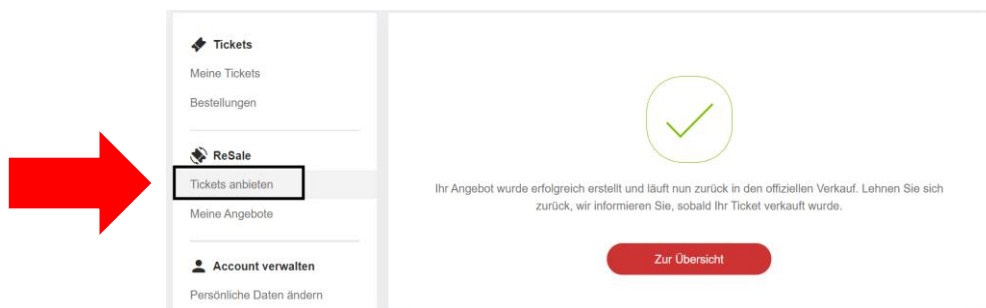 Tickets
Meine Tickets
Bestellungen
ReSale
Tickets anbieten
Meine Angebote
Account verwalten
Persönliche Daten ändern
Ihr Angebot wurde erfolgreich erstellt und läuft nun zurück in den offiziellen Verkauf. Lehnen Sie sich
zurück, wir informieren Sie, sobald Ihr Ticket verkauft wurde.
Zur Übersicht